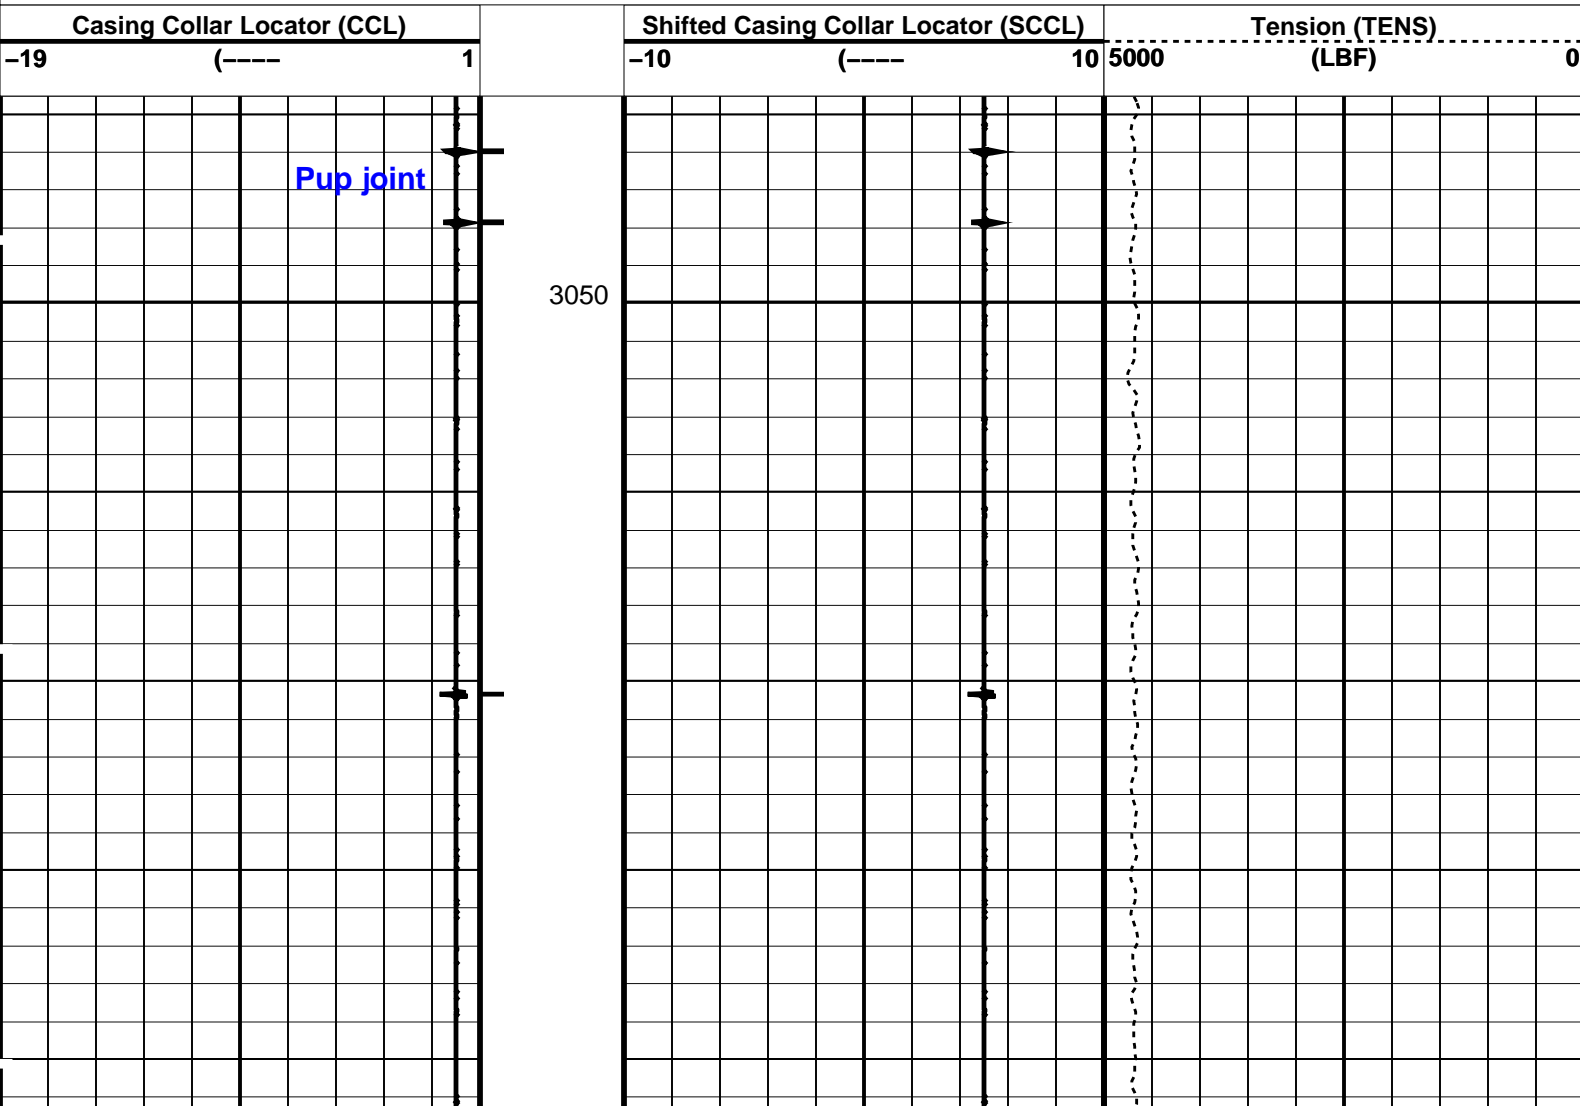 Casing Collar Locator (CCL) Shifted Casing Collar Locator (SCCL) Tension (TENS)
−19 (−−−− 1 −10 (−−−− 10 5000 (LBF) 0
Pup joint
3050